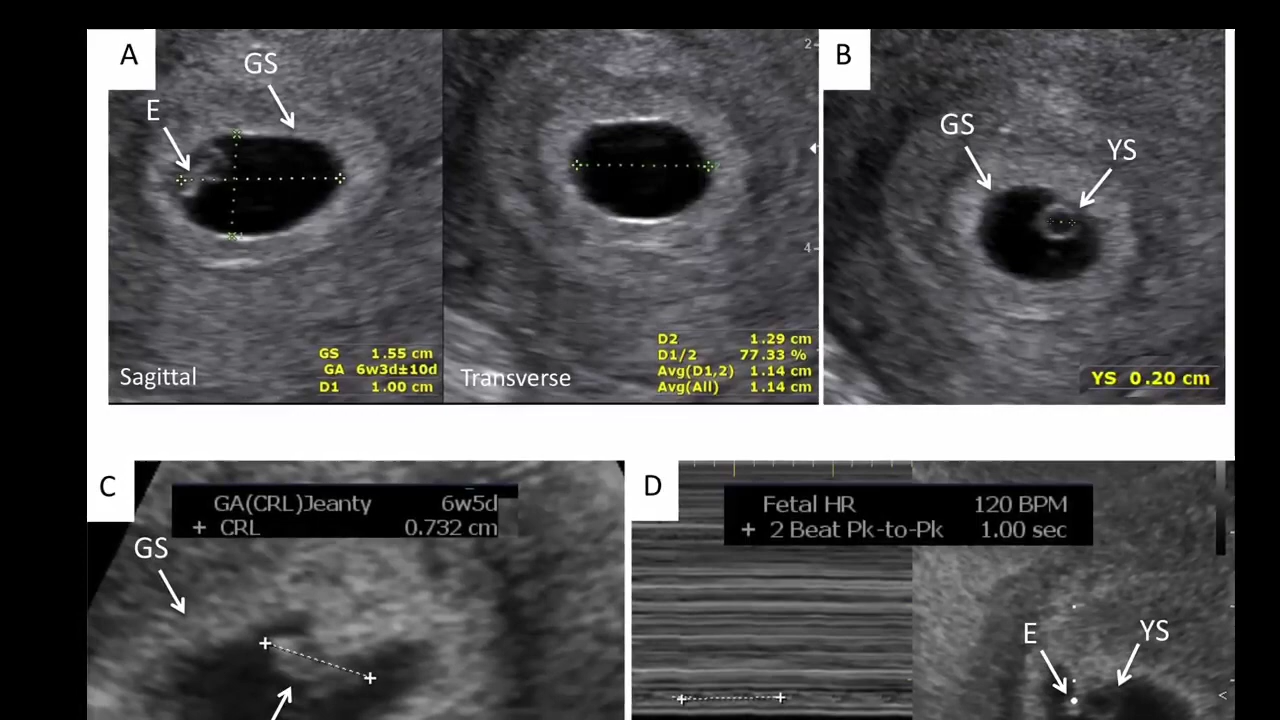 A
GS
E
GS 1.55 cm
GA 6w3d±10d
D1 1.00 cm
Sagittal
2
4
D2 1.29 cm
D1/2 77.33 %
Avg(D1,2) 1.14 cm
Avg(All) 1.14 cm
Transverse
B
GS
YS
YS 0.20 cm
C
GA(CRL)Jeanty 6w5d
+ CRL 0.732 cm
GS
D
Fetal HR 120 BPM
+ 2 Beat Pk-to-Pk 1.00 sec
E
YS
<